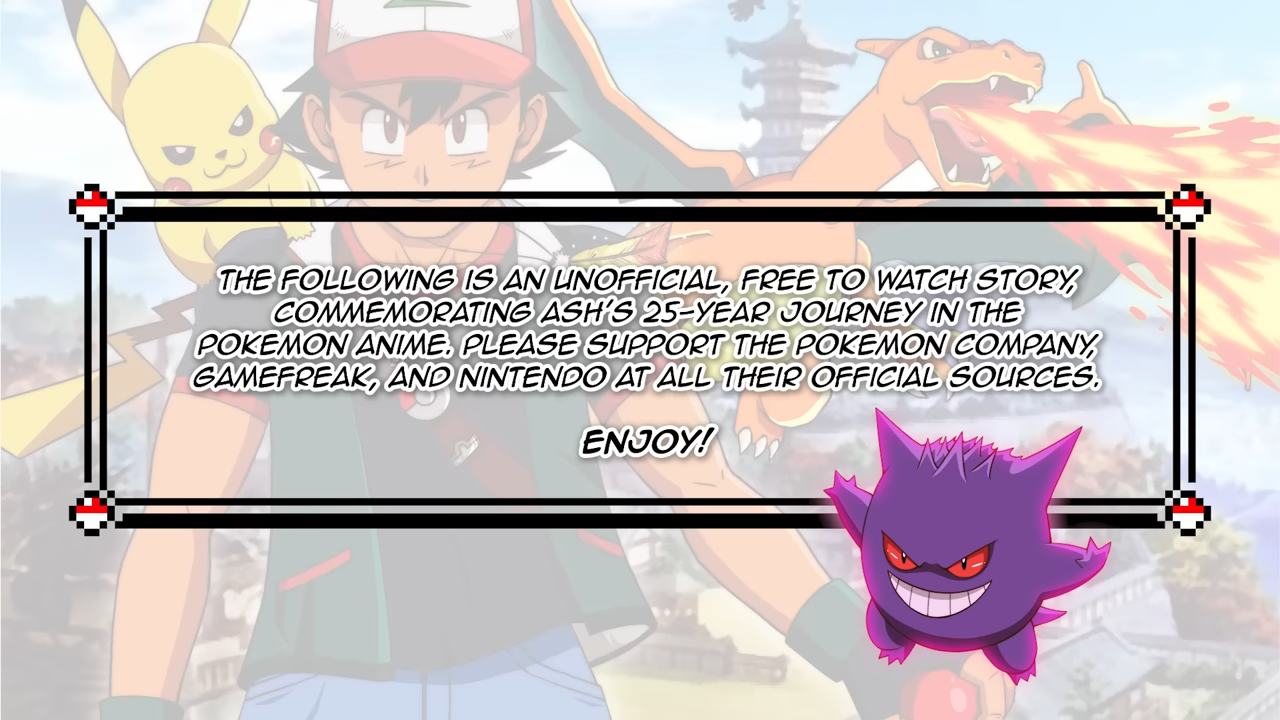 THE FOLLOWING IS AN UNOFFICIAL, FREE TO WATCH STORY,
COMMEMORATING ASH'S 25-YEAR JOURNEY IN THE
POKEMON ANIME. PLEASE SUPPORT THE POKEMON COMPANY,
GAMEFREAK, AND NINTENDO AT ALL THEIR OFFICIAL SOURCES.
ENJOY!